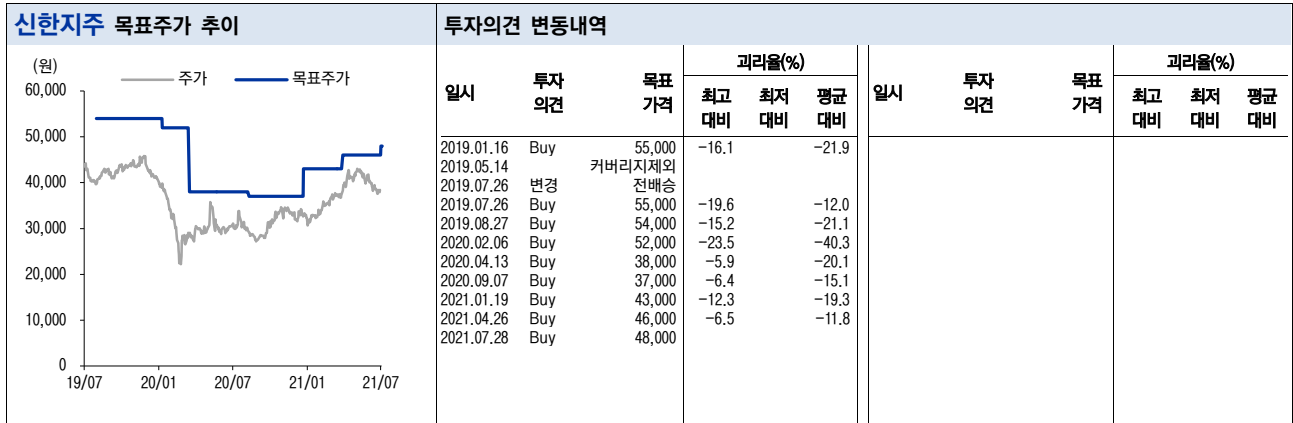 신한지주 목표주가 추이
(원)
주가 목표주가
60,000
50,000
40,000
30,000
20,000
10,000
0
19/07 20/01 20/07 21/01 21/07
투자의견 변동내역
일시 투자의견 목표가격 괴리율(%) 최고대비 최저대비 평균대비
2019.01.16 Buy 55,000 -16.1 -21.9
2019.05.14 커버리지제외
2019.07.26 변경 전배승
2019.07.26 Buy 55,000 -19.6 -12.0
2019.08.27 Buy 54,000 -15.2 -21.1
2020.02.06 Buy 52,000 -23.5 -40.3
2020.04.13 Buy 38,000 -5.9 -20.1
2020.09.07 Buy 37,000 -6.4 -15.1
2021.01.19 Buy 43,000 -12.3 -19.3
2021.04.26 Buy 46,000 -6.5 -11.8
2021.07.28 Buy 48,000
일시 투자의견 목표가격 괴리율(%) 최고대비 최저대비 평균대비